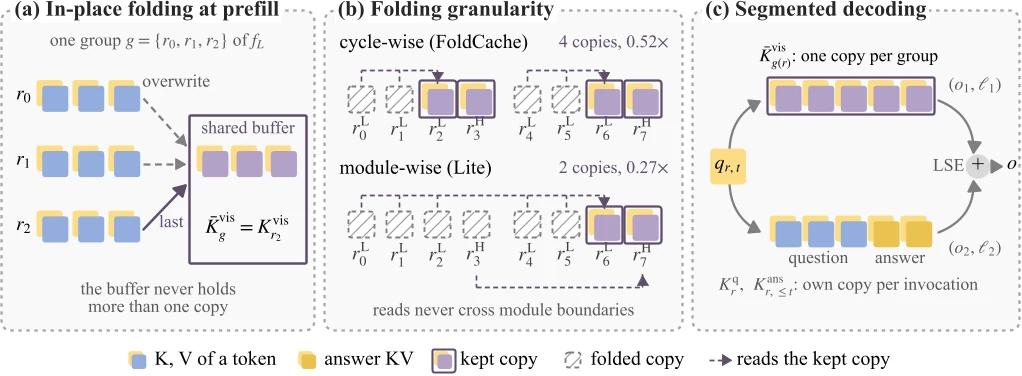 (a) In-place folding at prefill
one group g = {r0, r1, r2} of fL
r0
overwrite
r1
r2
last
shared buffer
K̄g^vis = Kr2^vis
the buffer never holds
more than one copy
(b) Folding granularity
cycle-wise (FoldCache) 4 copies, 0.52×
r0^L r1^L r2^L r3^H r4^L r5^L r6^L r7^H
module-wise (Lite) 2 copies, 0.27×
r0^L r1^L r2^L r3^H r4^L r5^L r6^L r7^H
reads never cross module boundaries
(c) Segmented decoding
K̄g(r)^vis: one copy per group
(o1, ℓ1)
qr, t
LSE + o
(o2, ℓ2)
question answer
Kr^q, Kr, ≤ t^ans: own copy per invocation
K, V of a token answer KV kept copy folded copy reads the kept copy